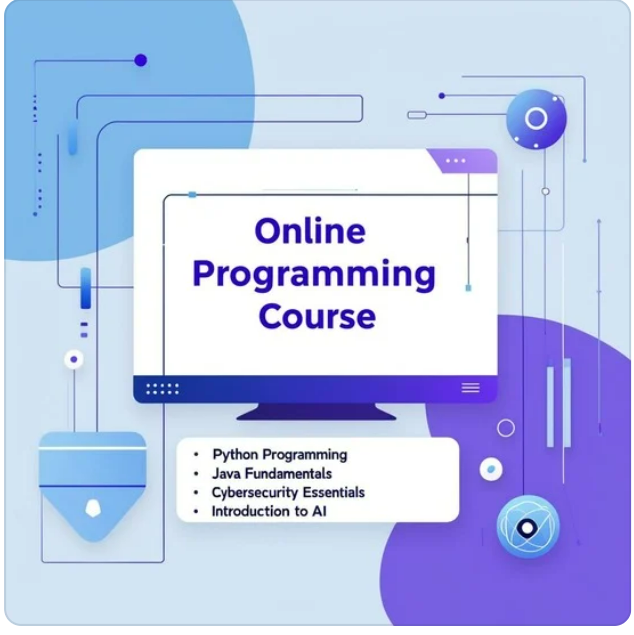 Online
Programming
Course
• Python Programming
• Java Fundamentals
• Cybersecurity Essentials
• Introduction to AI